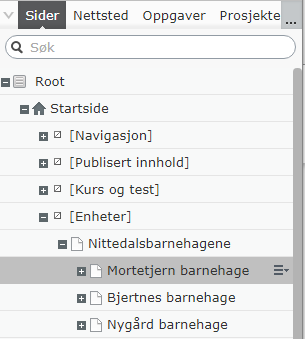 Sider Nettsted Oppgaver Prosjekte ...
Søk
Root
Startside
[Navigasjon]
[Publisert innhold]
[Kurs og test]
[Enheter]
Nittedalsbarnehagene
Mortetjern barnehage
Bjertnes barnehage
Nygård barnehage